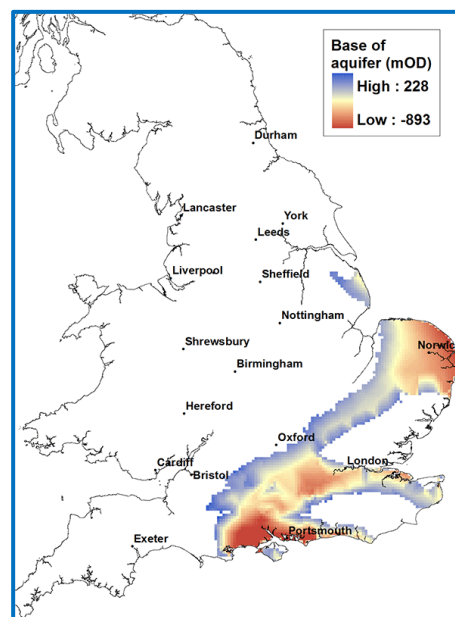 Base of
aquifer (mOD)
High : 228
Low : -893
Durham
Lancaster
York
Leeds
Liverpool
Sheffield
Nottingham
Shrewsbury
Norwic
Birmingham
Hereford
Oxford
London
Cardiff
Bristol
Portsmouth
Exeter